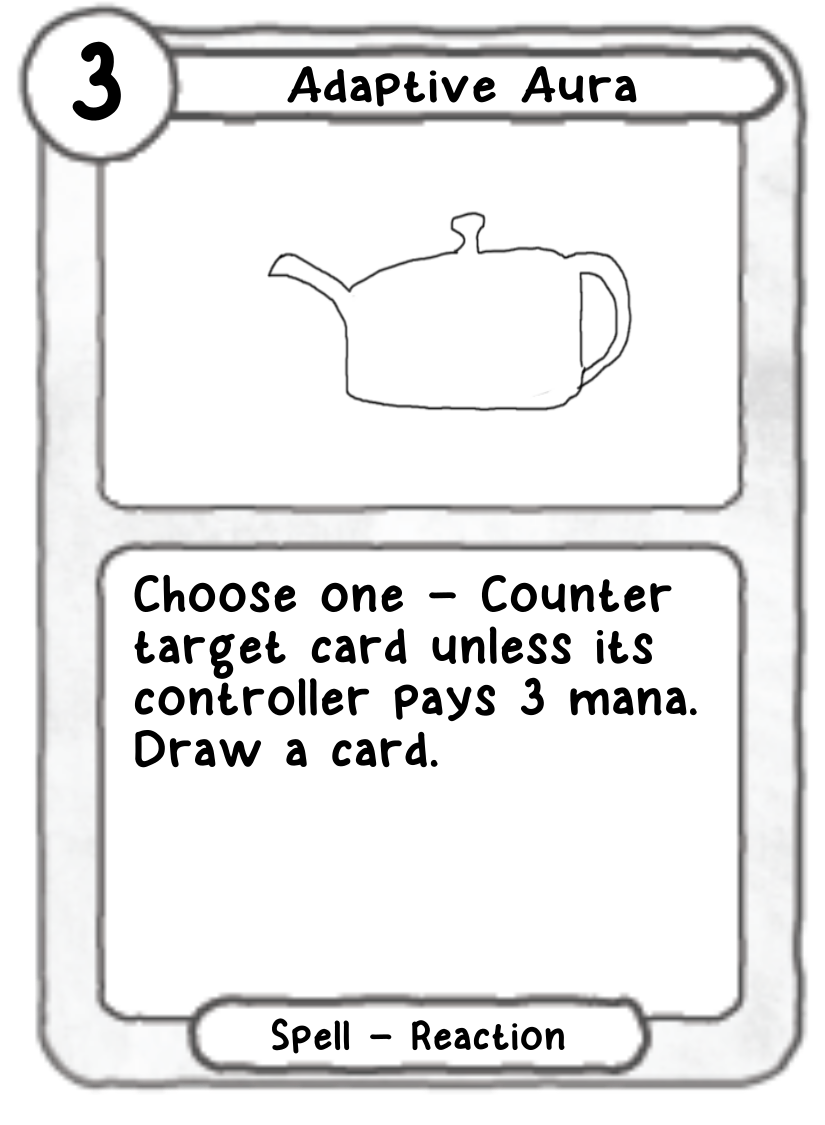 3
Adaptive Aura
Choose one – Counter
target card unless its
controller pays 3 mana.
Draw a card.
Spell – Reaction